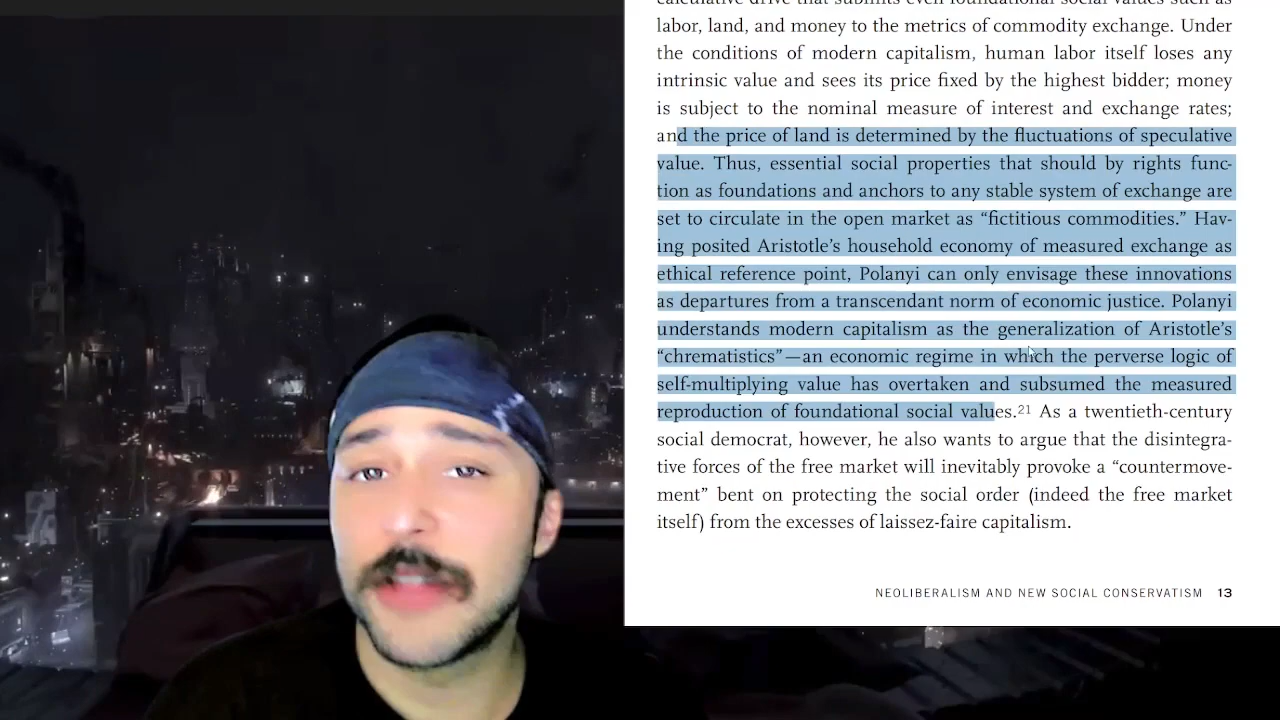 calculative drive that submits even foundational social values such as
labor, land, and money to the metrics of commodity exchange. Under
the conditions of modern capitalism, human labor itself loses any
intrinsic value and sees its price fixed by the highest bidder; money
is subject to the nominal measure of interest and exchange rates;
and the price of land is determined by the fluctuations of speculative
value. Thus, essential social properties that should by rights func-
tion as foundations and anchors to any stable system of exchange are
set to circulate in the open market as “fictitious commodities.” Hav-
ing posited Aristotle’s household economy of measured exchange as
ethical reference point, Polanyi can only envisage these innovations
as departures from a transcendant norm of economic justice. Polanyi
understands modern capitalism as the generalization of Aristotle’s
“chrematistics”—an economic regime in which the perverse logic of
self-multiplying value has overtaken and subsumed the measured
reproduction of foundational social values.21 As a twentieth-century
social democrat, however, he also wants to argue that the disintegra-
tive forces of the free market will inevitably provoke a “countermove-
ment” bent on protecting the social order (indeed the free market
itself) from the excesses of laissez-faire capitalism.
NEOLIBERALISM AND NEW SOCIAL CONSERVATISM 13